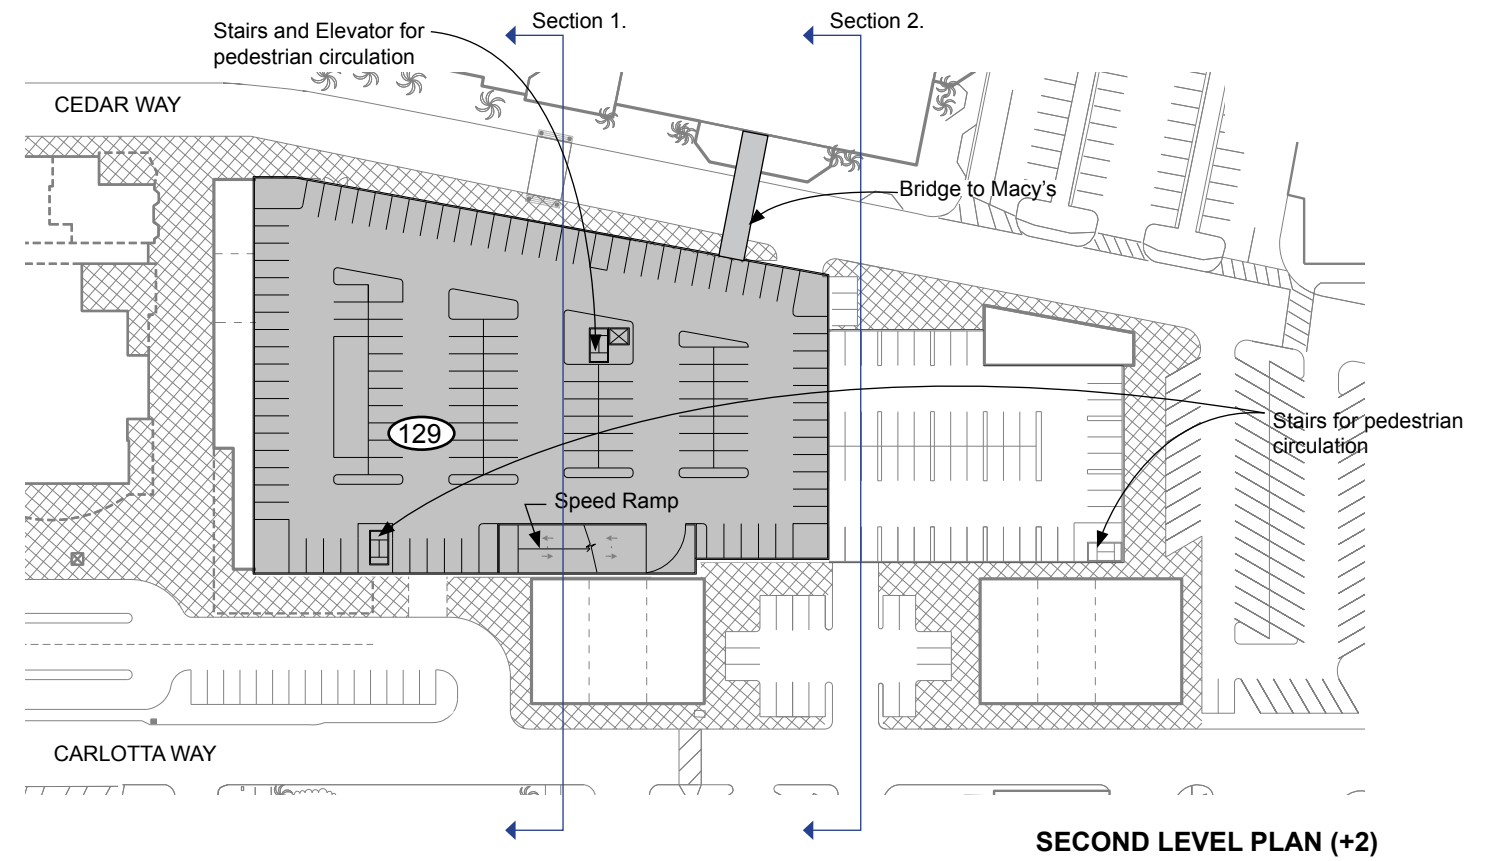 Section 1.
Section 2.
Stairs and Elevator for
pedestrian circulation
CEDAR WAY
Bridge to Macy's
129
Stairs for pedestrian
circulation
Speed Ramp
CARLOTTA WAY
SECOND LEVEL PLAN (+2)